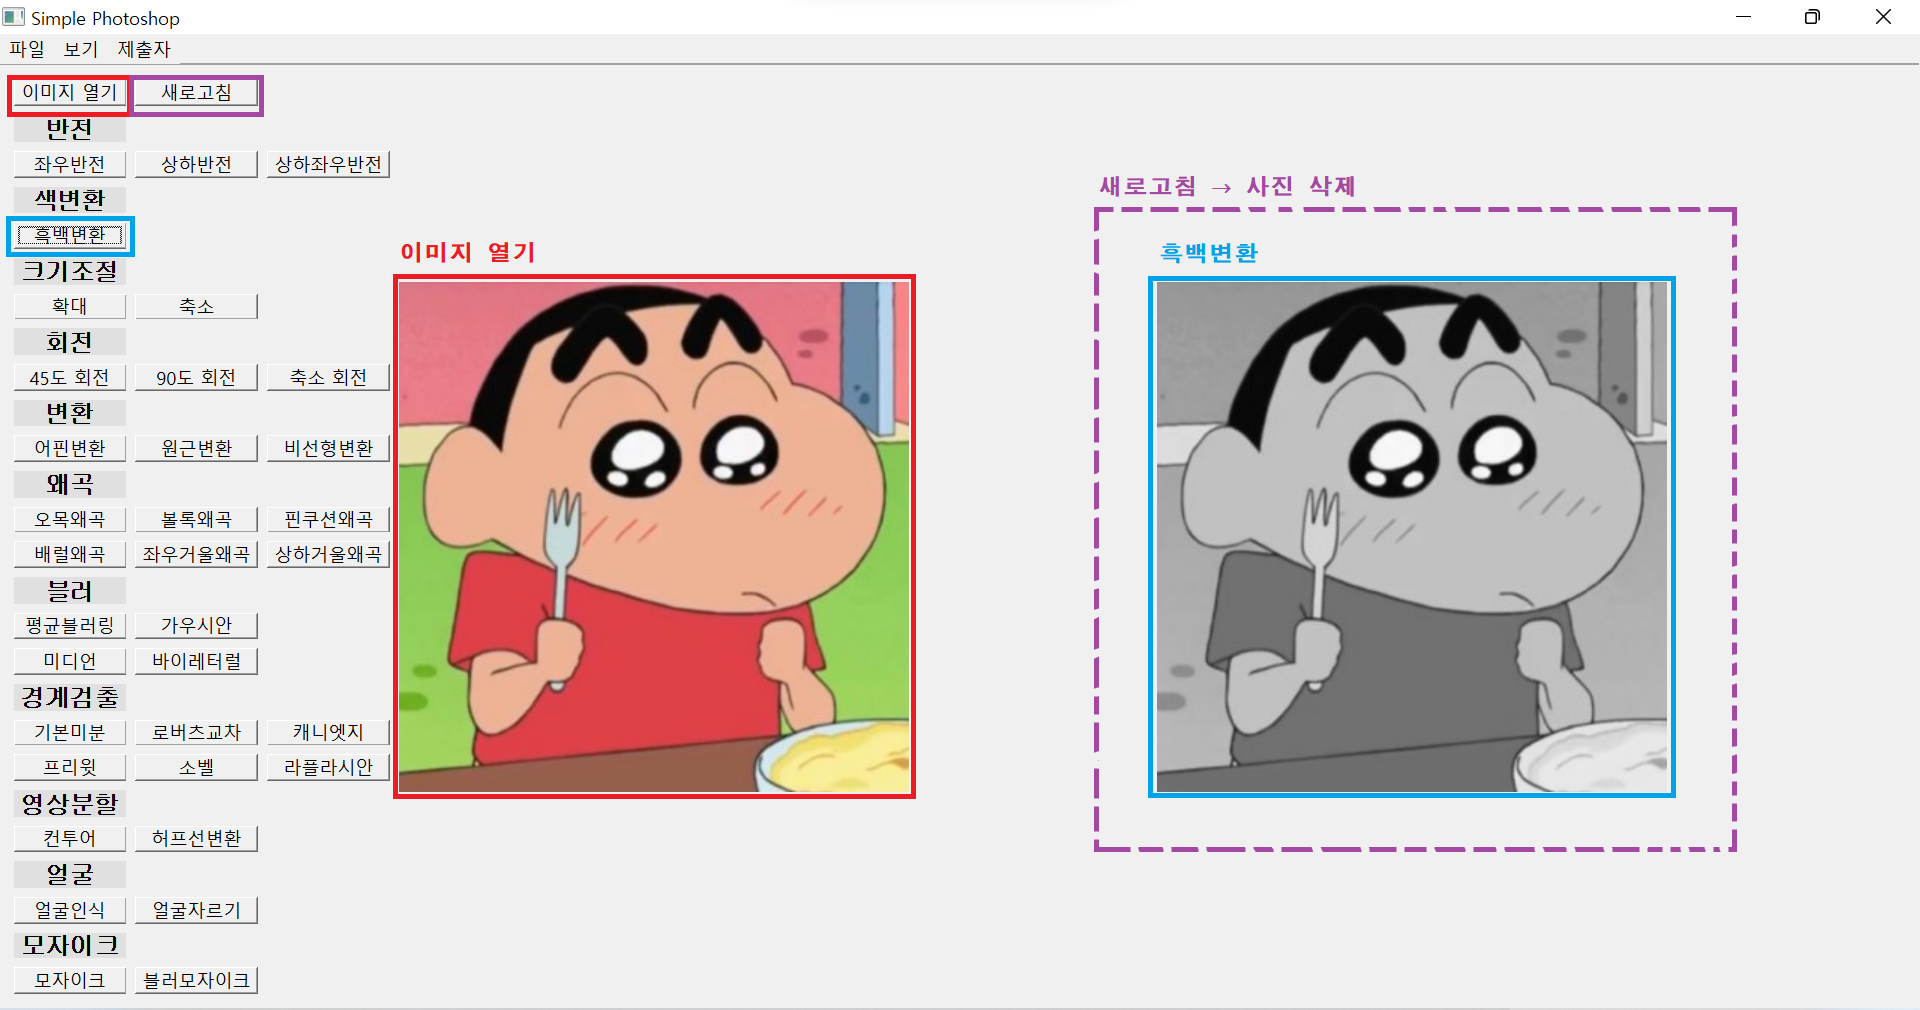 Simple Photoshop
파일 보기 제출자
이미지 열기 새로고침
반전
좌우반전 상하반전 상하좌우반전
색변환
흑백변환
크기조절
확대 축소
회전
45도 회전 90도 회전 축소 회전
변환
어핀변환 원근변환 비선형변환
왜곡
오목왜곡 볼록왜곡 핀쿠션왜곡
배럴왜곡 좌우거울왜곡 상하거울왜곡
블러
평균블러링 가우시안
미디언 바이레터럴
경계검출
기본미분 로버츠교차 캐니엣지
프리윗 소벨 라플라시안
영상분할
컨투어 허프선변환
얼굴
얼굴인식 얼굴자르기
모자이크
모자이크 블러모자이크
이미지 열기
새로고침 → 사진 삭제
흑백변환